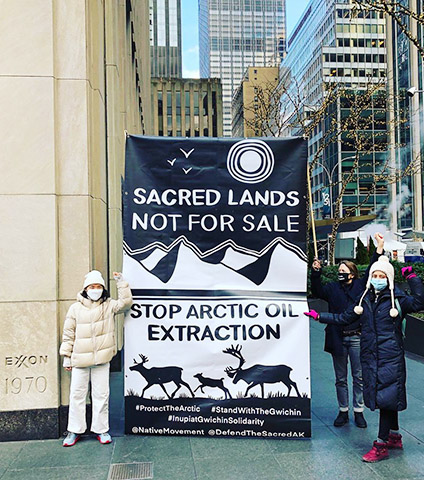 SACRED LANDS
NOT FOR SALE
STOP ARCTIC OIL
EXTRACTION
#ProtectTheArctic #StandWithTheGwichin
#InupiatGwichinSolidarity
@NativeMovement @DefendTheSacredAK
EXXON
1970